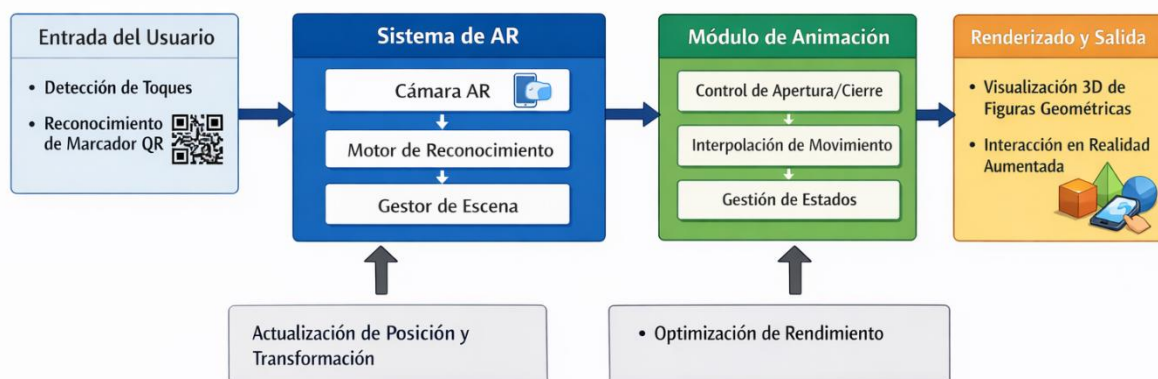 Entrada del Usuario
• Detección de Toques
• Reconocimiento
de Marcador QR
Sistema de AR
Cámara AR
Motor de Reconocimiento
Gestor de Escena
Módulo de Animación
Control de Apertura/Cierre
Interpolación de Movimiento
Gestión de Estados
Renderizado y Salida
• Visualización 3D de
Figuras Geométricas
• Interacción en Realidad
Aumentada
Actualización de Posición y
Transformación
• Optimización de Rendimiento